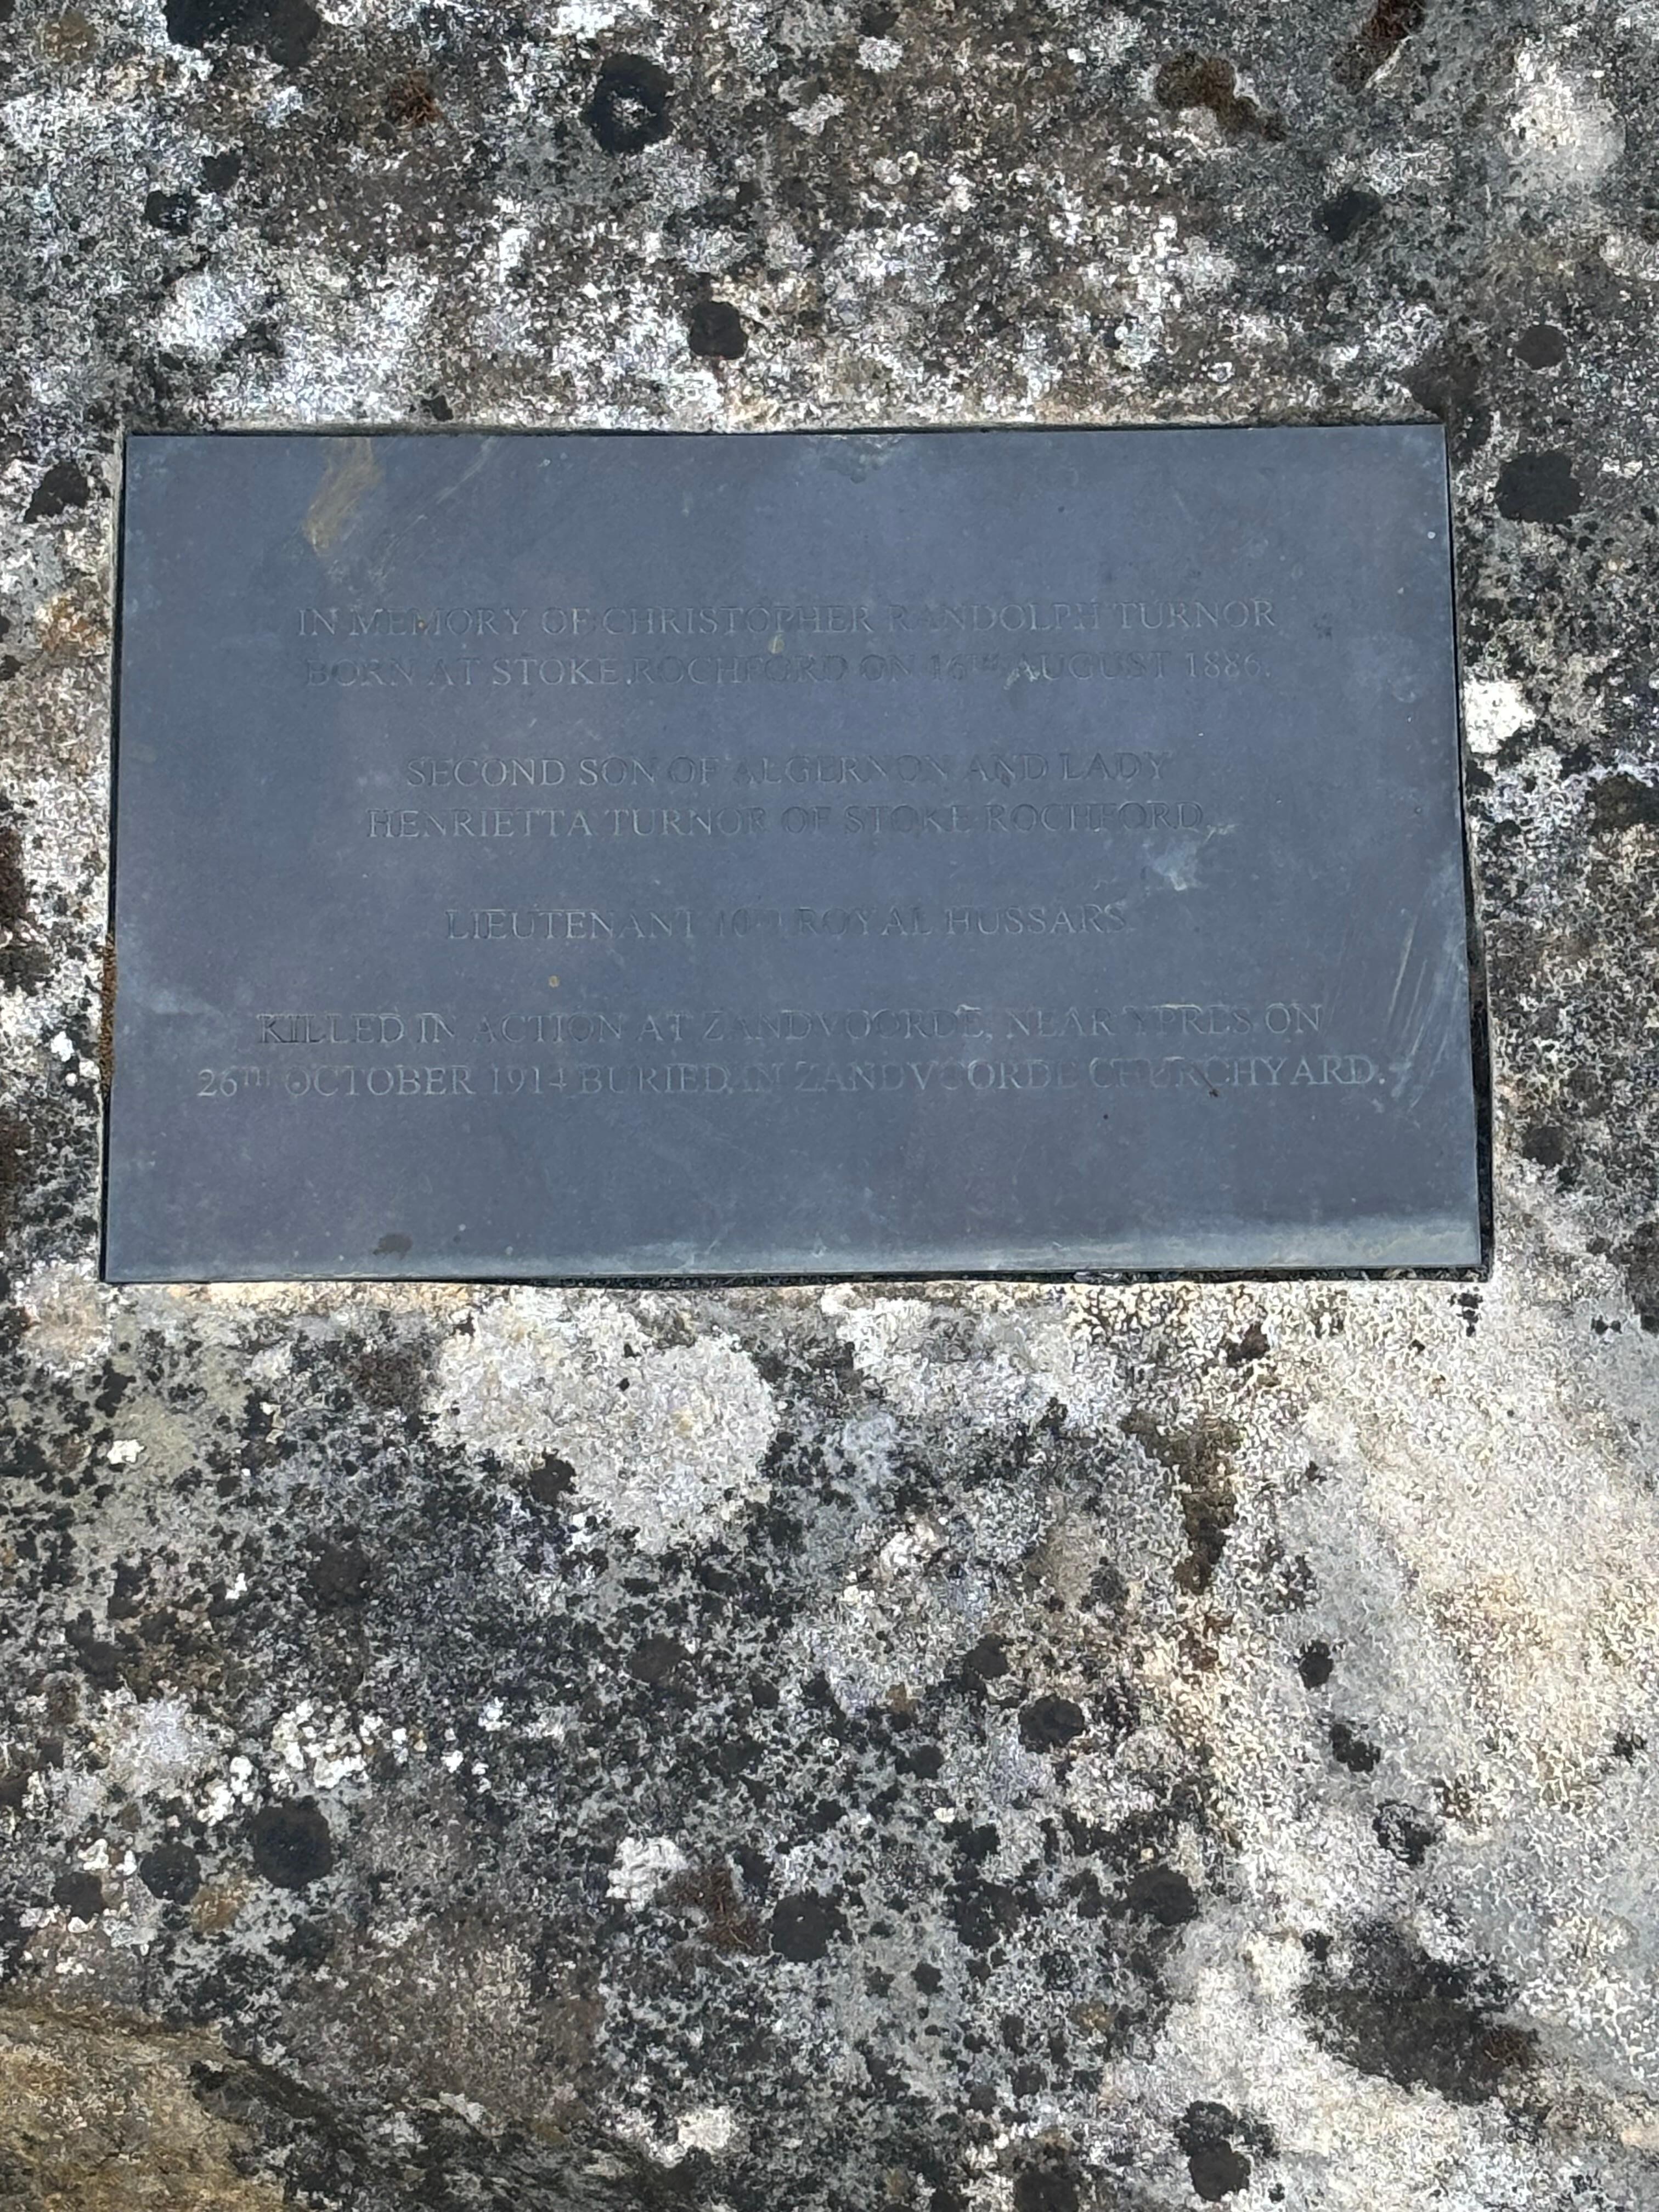 IN MEMORY OF CHRISTOPHER RANDOLPH TURNOR
BORN AT STOKE ROCHFORD ON 16TH AUGUST 1886.
SECOND SON OF ALGERNON AND LADY
HENRIETTA TURNOR OF STOKE ROCHFORD.
LIEUTENANT 10TH ROYAL HUSSARS
KILLED IN ACTION AT ZANDVOORDE, NEAR YPRES ON
26TH OCTOBER 1914 BURIED IN ZANDVOORDE CHURCHYARD.